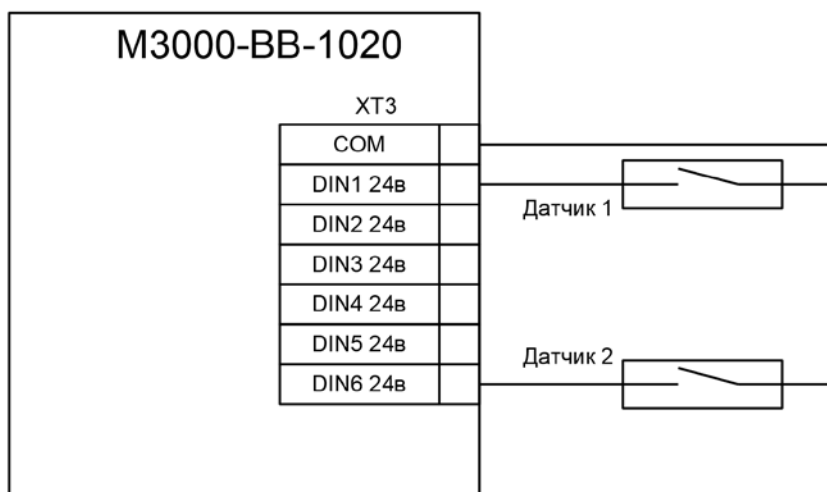 М3000-ВВ-1020
XT3
COM
DIN1 24в
Датчик 1
DIN2 24в
DIN3 24в
DIN4 24в
DIN5 24в
Датчик 2
DIN6 24в